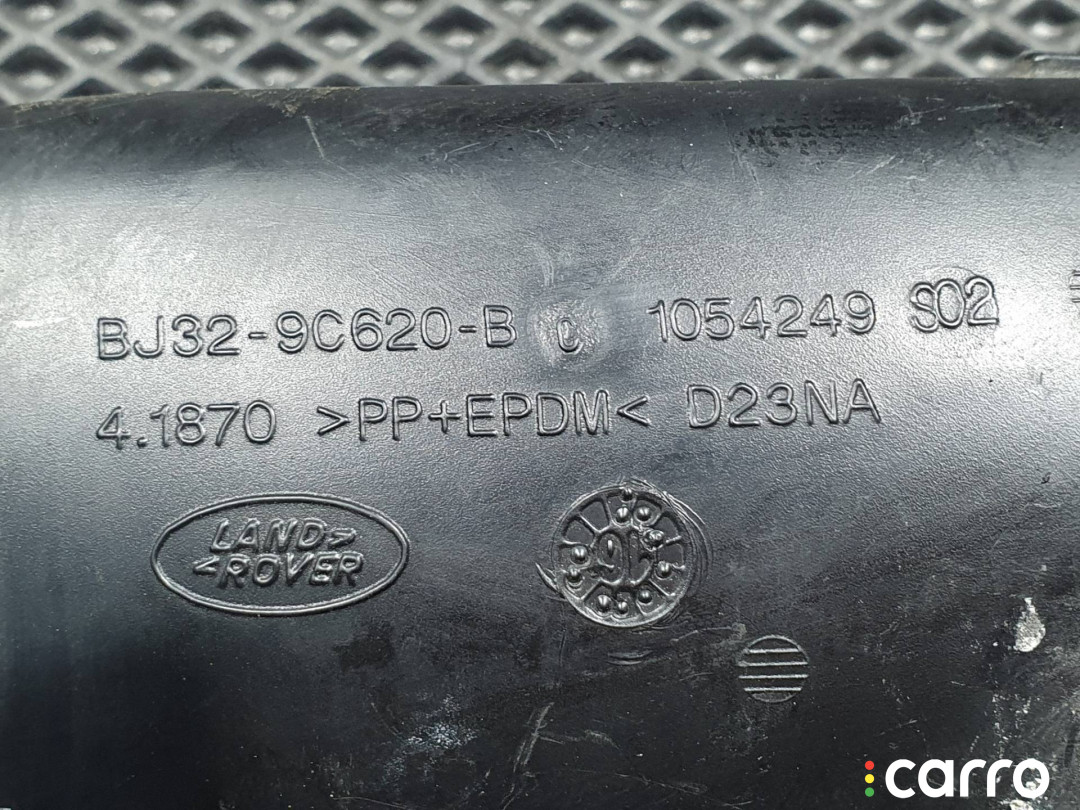 BJ32-9C620-B C 1054249 S02
4.1870 >PP+EPDM< D23NA
LAND>
<ROVER
16
carro